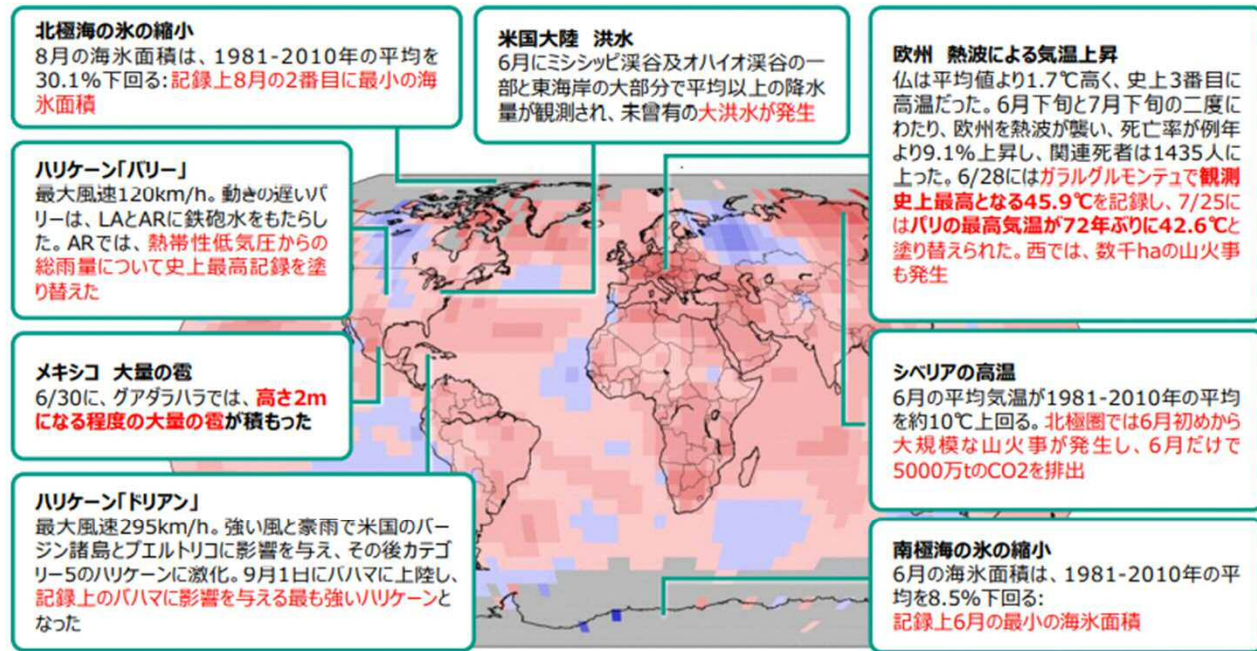 北極海の氷の縮小
8月の海氷面積は、1981-2010年の平均を
30.1%下回る:記録上8月の2番目に最小の海
氷面積
米国大陸 洪水
6月にミシシッピ渓谷及オハイオ渓谷の一
部と東海岸の大部分で平均以上の降水
量が観測され、未曾有の大洪水が発生
欧州 熱波による気温上昇
仏は平均値より1.7℃高く、史上3番目に
高温だった。6月下旬と7月下旬の二度に
わたり、欧州を熱波が襲い、死亡率が例年
より9.1%上昇し、関連死者は1435人に
上った。6/28にはガラルグルモンテュで観測
史上最高となる45.9℃を記録し、7/25に
はパリの最高気温が72年ぶりに42.6℃と
塗り替えられた。西では、数千haの山火事
も発生
ハリケーン「バリー」
最大風速120km/h。動きの遅いバ
リーは、LAとARに鉄砲水をもたらし
た。ARでは、熱帯性低気圧からの
総雨量について史上最高記録を塗
り替えた
メキシコ 大量の雹
6/30に、グアダラハラでは、高さ2m
になる程度の大量の雹が積もった
シベリアの高温
6月の平均気温が1981-2010年の平均
を約10℃上回る。北極圏では6月初めから
大規模な山火事が発生し、6月だけで
5000万tのCO2を排出
ハリケーン「ドリアン」
最大風速295km/h。強い風と豪雨で米国のバー
ジン諸島とプエルトリコに影響を与え、その後カテゴ
リー5のハリケーンに激化。9月1日にバハマに上陸し、
記録上のバハマに影響を与える最も強いハリケーンと
なった
南極海の氷の縮小
6月の海氷面積は、1981-2010年の平
均を8.5%下回る:
記録上6月の最小の海氷面積